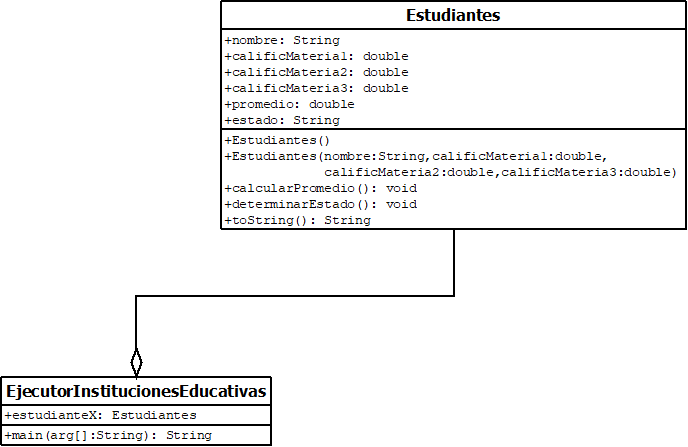 Estudiantes
+nombre: String
+calificMateria1: double
+calificMateria2: double
+calificMateria3: double
+promedio: double
+estado: String
+Estudiantes()
+Estudiantes(nombre:String,calificMateria1:double,
calificMateria2:double,calificMateria3:double)
+calcularPromedio(): void
+determinarEstado(): void
+toString(): String
EjecutorInstitucionesEducativas
+estudianteX: Estudiantes
+main(arg[]:String): String